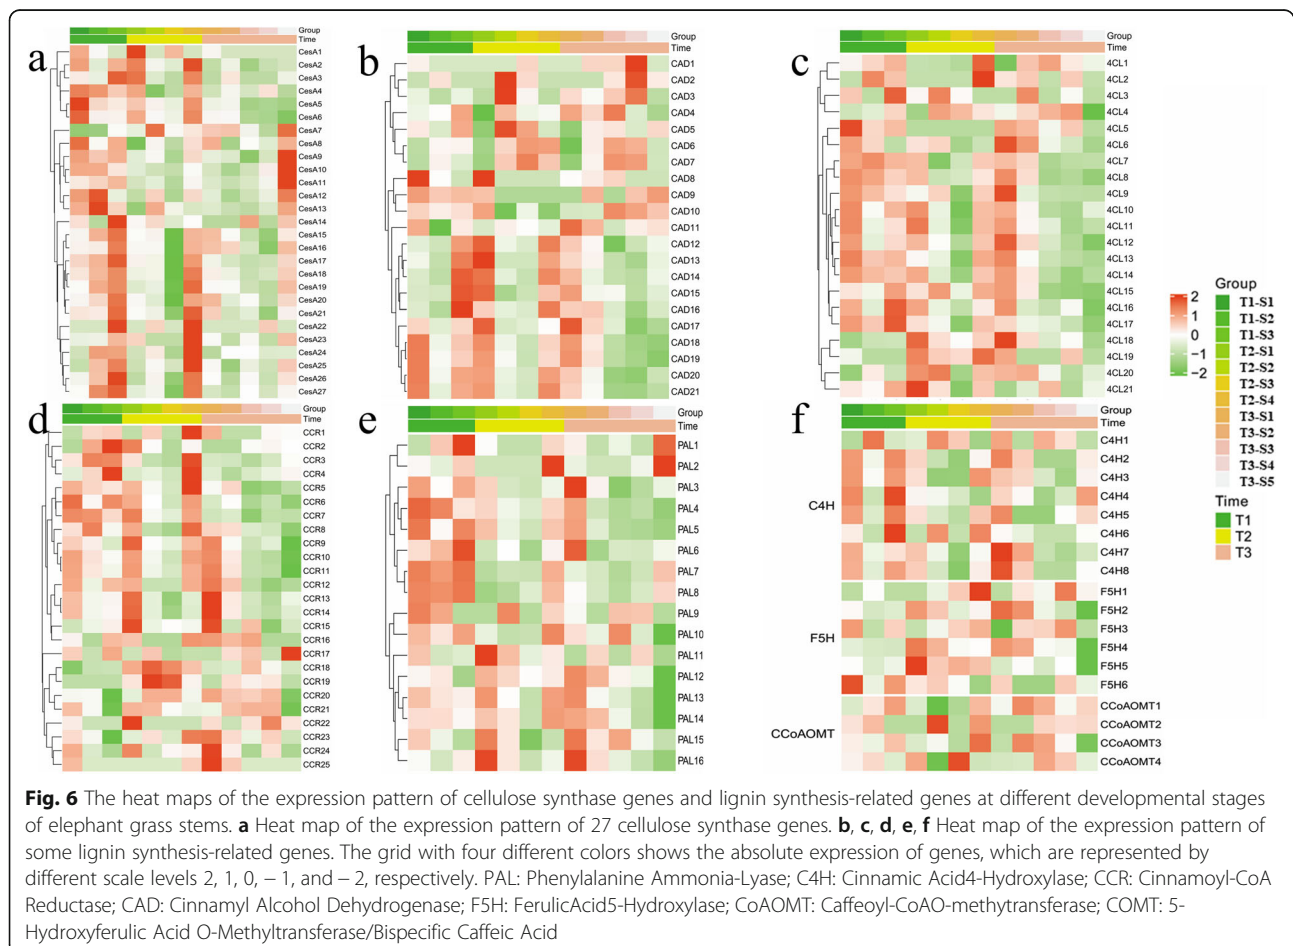 a
Group
Time
CesA1
CesA2
CesA3
CesA4
CesA5
CesA6
CesA7
CesA8
CesA9
CesA10
CesA11
CesA12
CesA13
CesA14
CesA15
CesA16
CesA17
CesA18
CesA19
CesA20
CesA21
CesA22
CesA23
CesA24
CesA25
CesA26
CesA27
b
Group
Time
CAD1
CAD2
CAD3
CAD4
CAD5
CAD6
CAD7
CAD8
CAD9
CAD10
CAD11
CAD12
CAD13
CAD14
CAD15
CAD16
CAD17
CAD18
CAD19
CAD20
CAD21
c
Group
Time
4CL1
4CL2
4CL3
4CL4
4CL5
4CL6
4CL7
4CL8
4CL9
4CL10
4CL11
4CL12
4CL13
4CL14
4CL15
4CL16
4CL17
4CL18
4CL19
4CL20
4CL21
2
1
0
−1
−2
Group
T1-S1
T1-S2
T1-S3
T2-S1
T2-S2
T2-S3
T2-S4
T3-S1
T3-S2
T3-S3
T3-S4
T3-S5
Time
T1
T2
T3
d
Group
Time
CCR1
CCR2
CCR3
CCR4
CCR5
CCR6
CCR7
CCR8
CCR9
CCR10
CCR11
CCR12
CCR13
CCR14
CCR15
CCR16
CCR17
CCR18
CCR19
CCR20
CCR21
CCR22
CCR23
CCR24
CCR25
e
Group
Time
PAL1
PAL2
PAL3
PAL4
PAL5
PAL6
PAL7
PAL8
PAL9
PAL10
PAL11
PAL12
PAL13
PAL14
PAL15
PAL16
f
Group
Time
C4H
C4H1
C4H2
C4H3
C4H4
C4H5
C4H6
C4H7
C4H8
F5H
F5H1
F5H2
F5H3
F5H4
F5H5
F5H6
CCoAOMT
CCoAOMT1
CCoAOMT2
CCoAOMT3
CCoAOMT4
Fig. 6 The heat maps of the expression pattern of cellulose synthase genes and lignin synthesis-related genes at different developmental stages
of elephant grass stems. a Heat map of the expression pattern of 27 cellulose synthase genes. b, c, d, e, f Heat map of the expression pattern of
some lignin synthesis-related genes. The grid with four different colors shows the absolute expression of genes, which are represented by
different scale levels 2, 1, 0, − 1, and − 2, respectively. PAL: Phenylalanine Ammonia-Lyase; C4H: Cinnamic Acid4-Hydroxylase; CCR: Cinnamoyl-CoA
Reductase; CAD: Cinnamyl Alcohol Dehydrogenase; F5H: FerulicAcid5-Hydroxylase; CoAOMT: Caffeoyl-CoAO-methytransferase; COMT: 5-
Hydroxyferulic Acid O-Methyltransferase/Bispecific Caffeic Acid